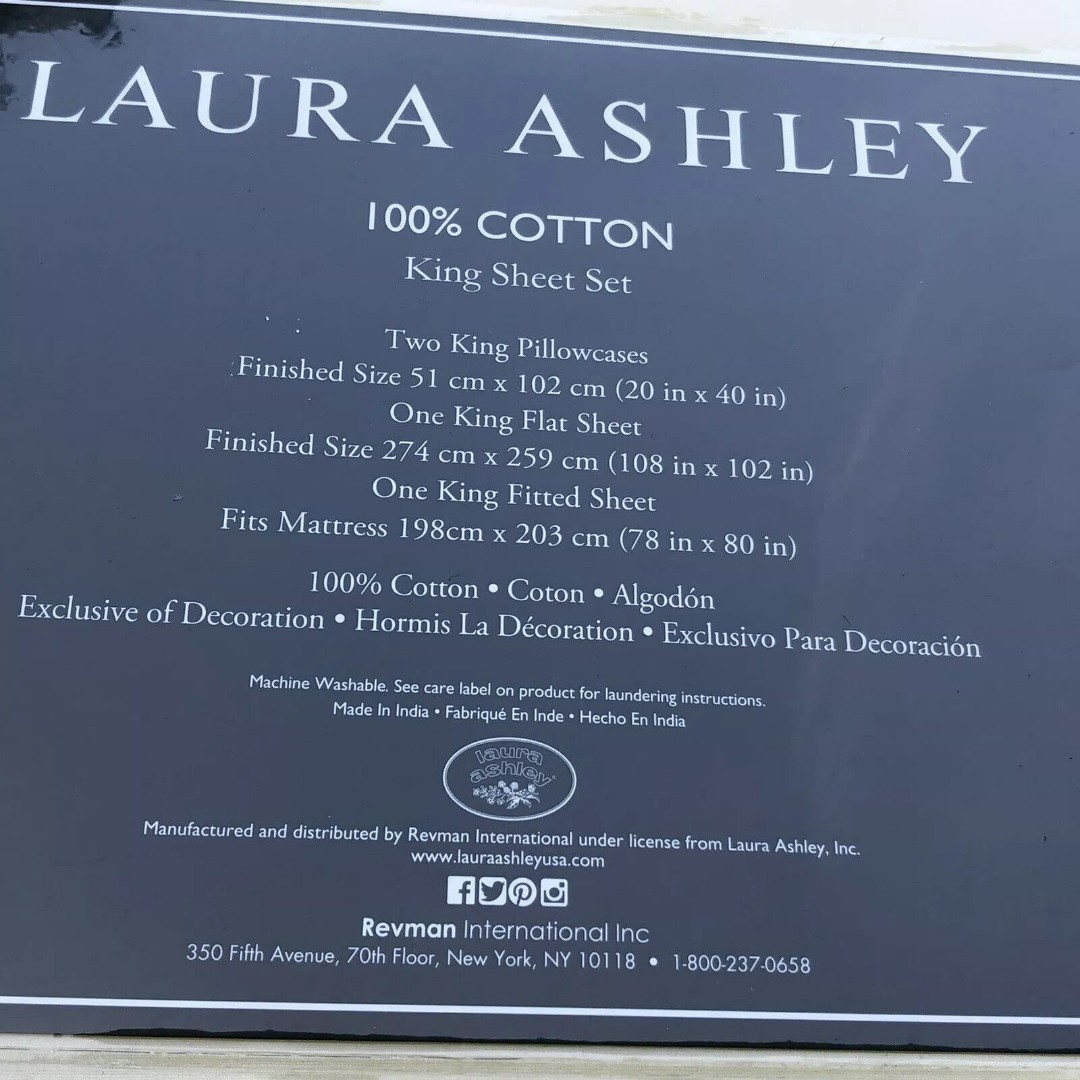 LAURA ASHLEY
100% COTTON
King Sheet Set
Two King Pillowcases
Finished Size 51 cm x 102 cm (20 in x 40 in)
One King Flat Sheet
Finished Size 274 cm x 259 cm (108 in x 102 in)
One King Fitted Sheet
Fits Mattress 198cm x 203 cm (78 in x 80 in)
100% Cotton • Coton • Algodón
Exclusive of Decoration • Hormis La Décoration • Exclusivo Para Decoración
Machine Washable. See care label on product for laundering instructions.
Made In India • Fabriqué En Inde • Hecho En India
laura
ashley
Manufactured and distributed by Revman International under license from Laura Ashley, Inc.
www.lauraashleyusa.com
Revman International Inc
350 Fifth Avenue, 70th Floor, New York, NY 10118 • 1-800-237-0658